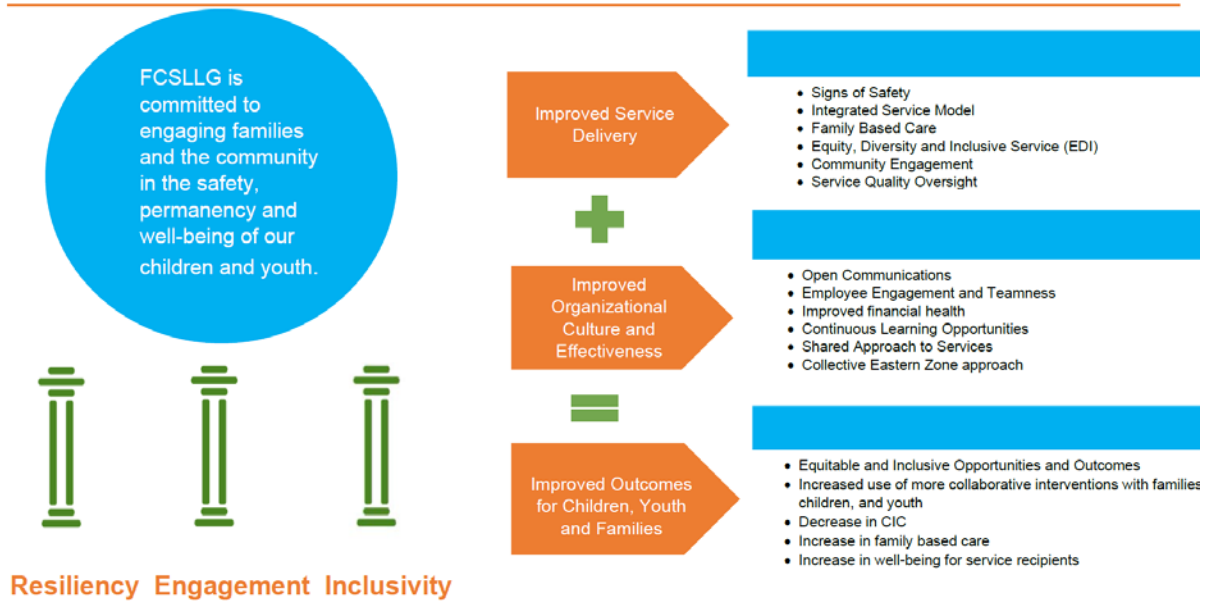 FCSLLG is
committed to
engaging families
and the community
in the safety,
permanency and
well-being of our
children and youth.
Resiliency Engagement Inclusivity
Improved Service
Delivery
• Signs of Safety
• Integrated Service Model
• Family Based Care
• Equity, Diversity and Inclusive Service (EDI)
• Community Engagement
• Service Quality Oversight
Improved
Organizational
Culture and
Effectiveness
• Open Communications
• Employee Engagement and Teamness
• Improved financial health
• Continuous Learning Opportunities
• Shared Approach to Services
• Collective Eastern Zone approach
Improved Outcomes
for Children, Youth
and Families
• Equitable and Inclusive Opportunities and Outcomes
• Increased use of more collaborative interventions with families
children, and youth
• Decrease in CIC
• Increase in family based care
• Increase in well-being for service recipients